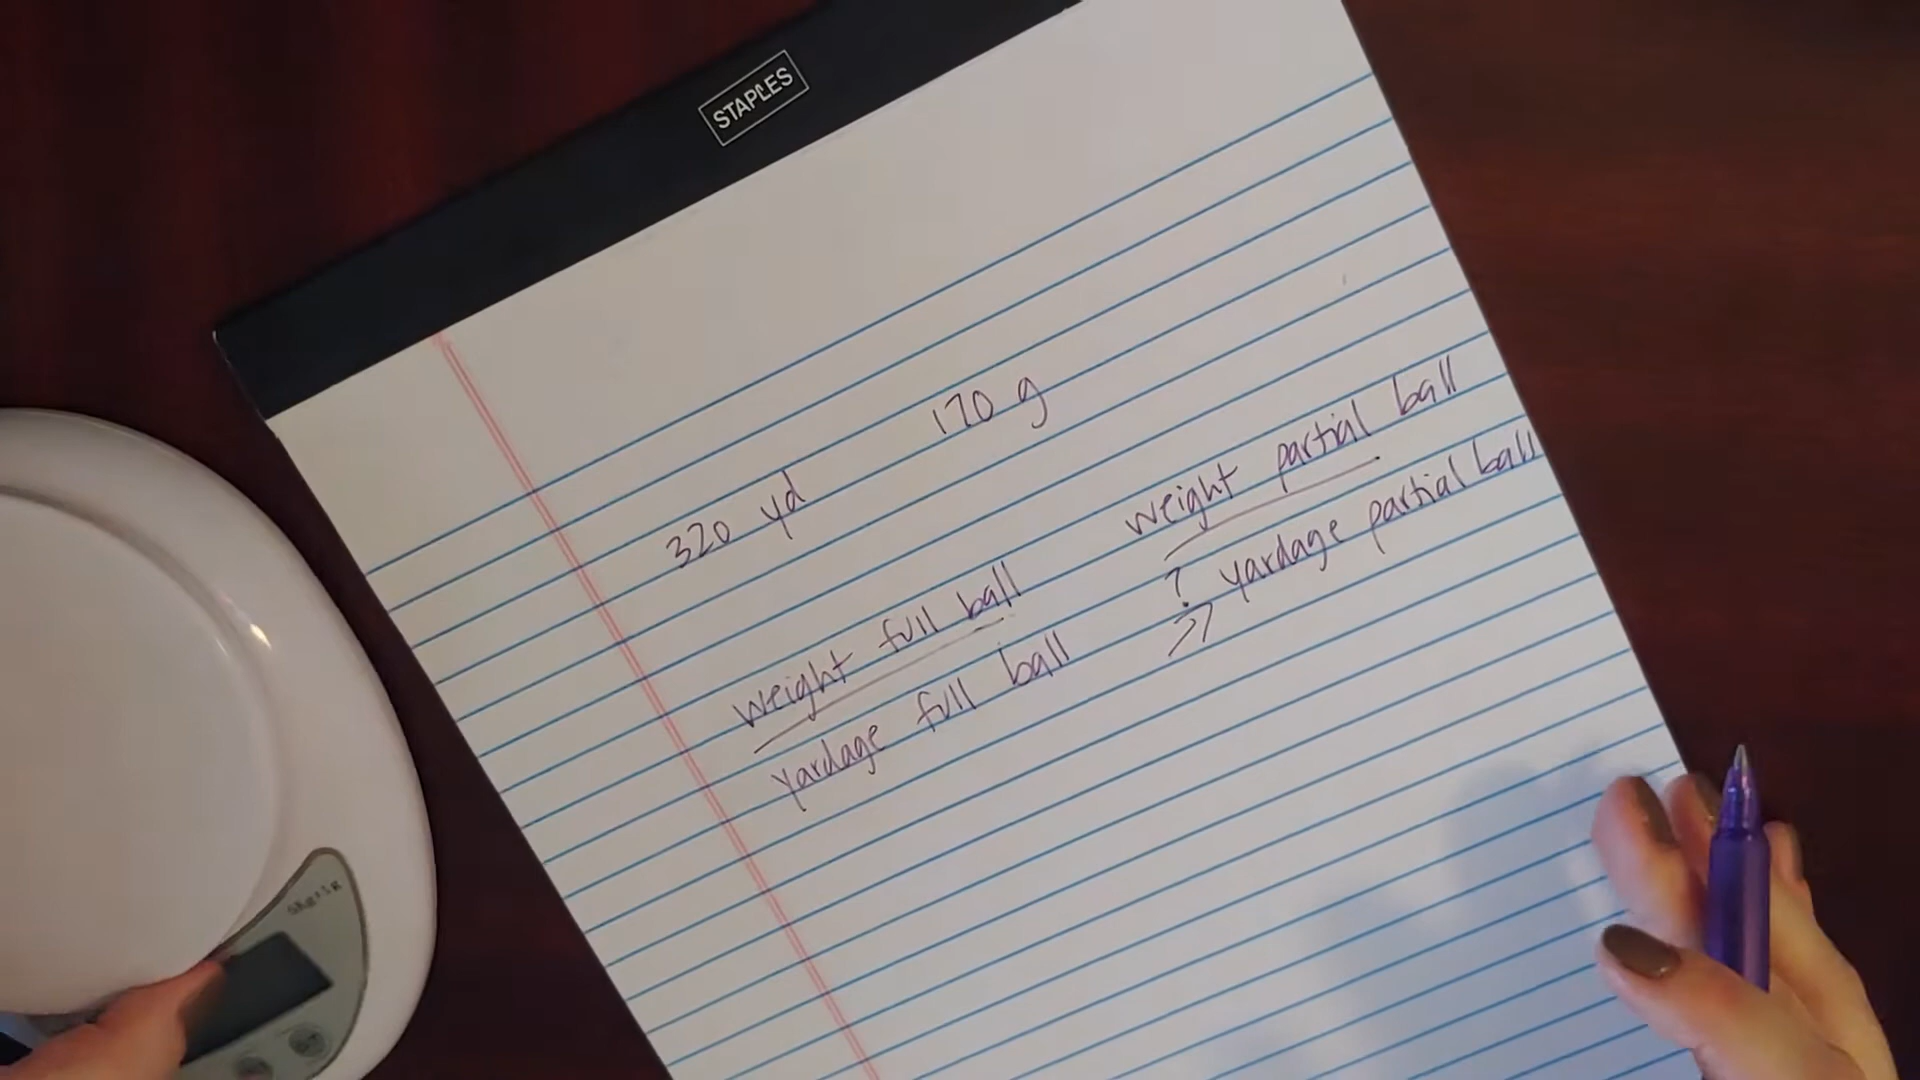 STAPLES
320 yd 170 g
weight full ball
yardage full ball
weight partial ball
? yardage partial ball